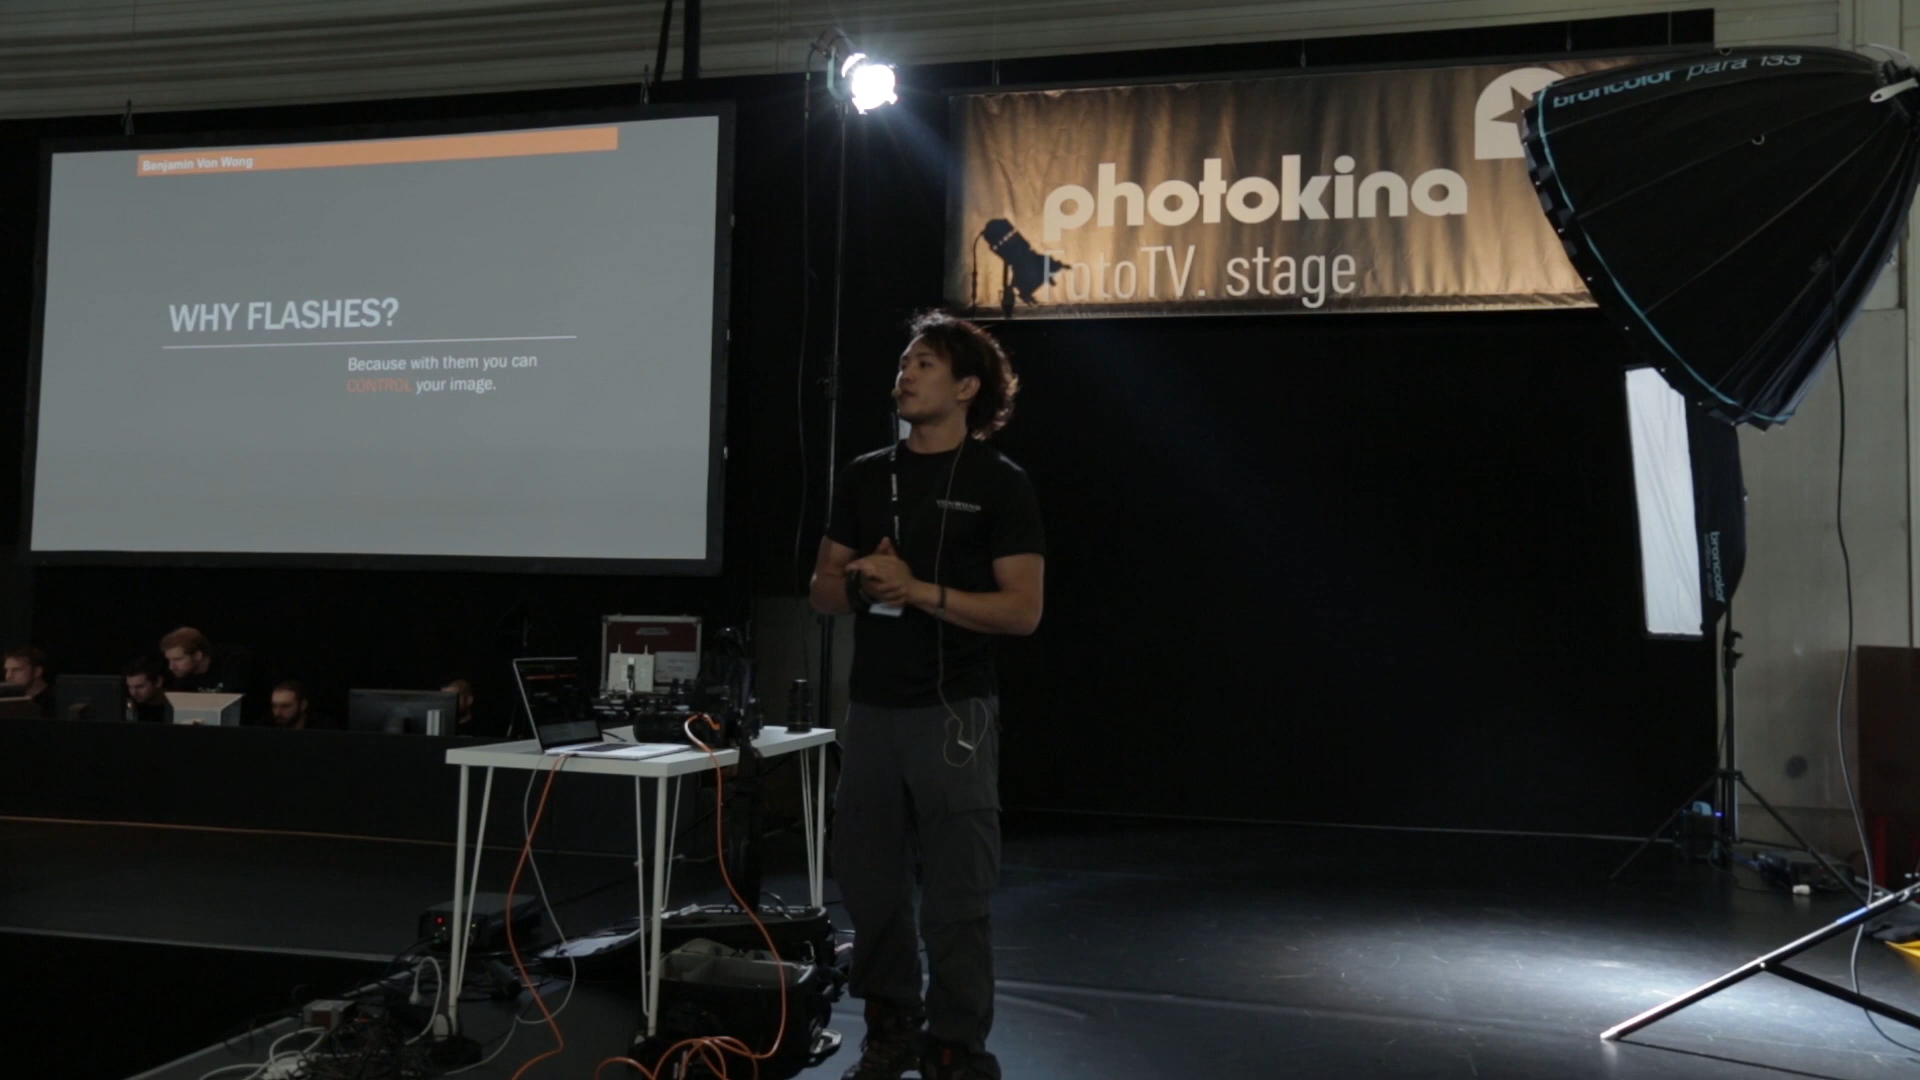 Benjamin Von Wong
WHY FLASHES?
Because with them you can
CONTROL your image.
photokina
FotoTV. stage
broncolor para 133
VONWONG
broncolor